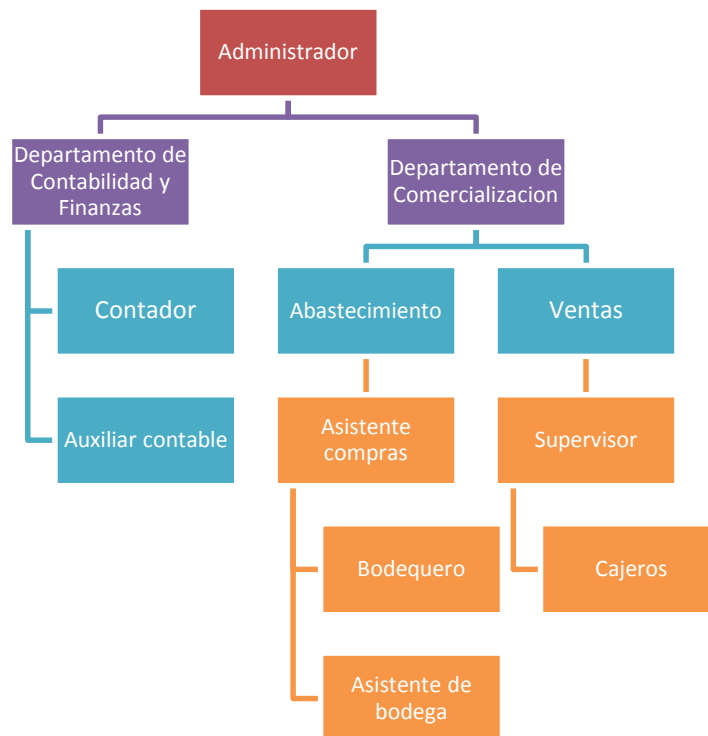 Administrador
Departamento de
Contabilidad y
Finanzas
Departamento de
Comercializacion
Contador
Abastecimiento
Ventas
Auxiliar contable
Asistente
compras
Supervisor
Bodequero
Cajeros
Asistente de
bodega